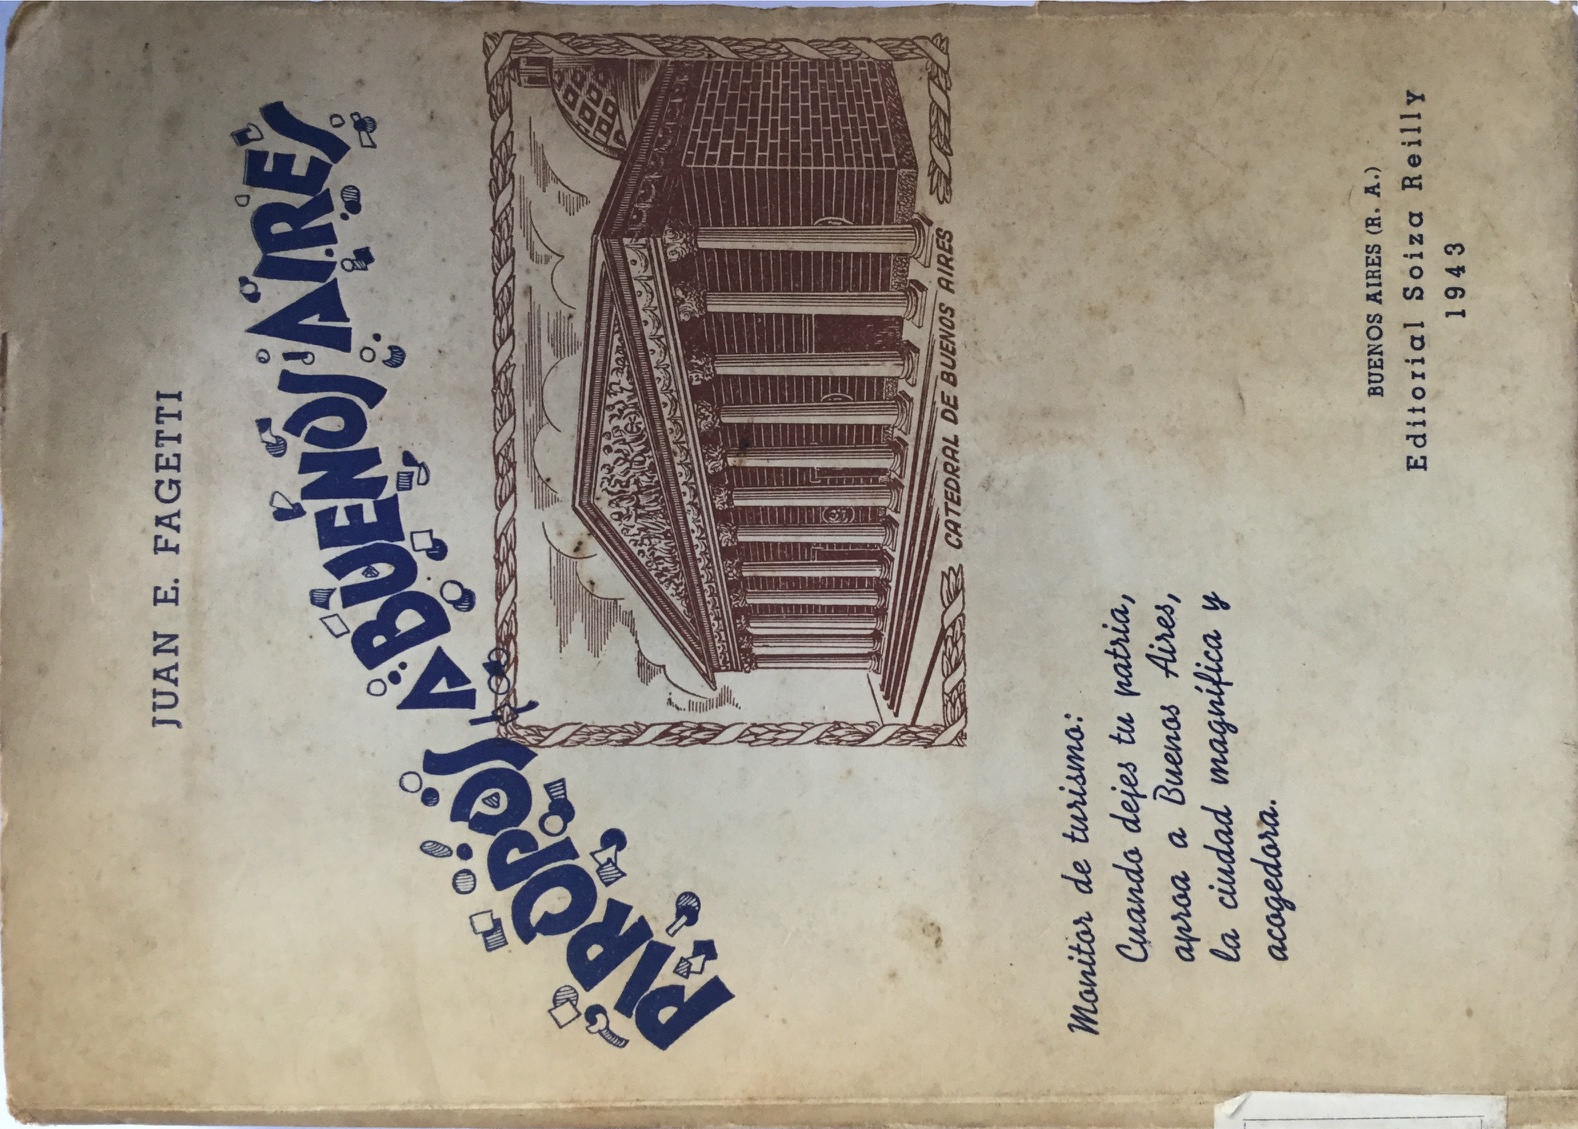 JUAN E. FAGETTI
PIROPOS A BUENOS AIRES
CATEDRAL DE BUENOS AIRES
Monitor de turismo:
Cuando dejes tu patria,
aproa a Buenos Aires,
la ciudad magnífica y
acogedora.
BUENOS AIRES (R. A.)
Editorial Soiza Reilly
1943